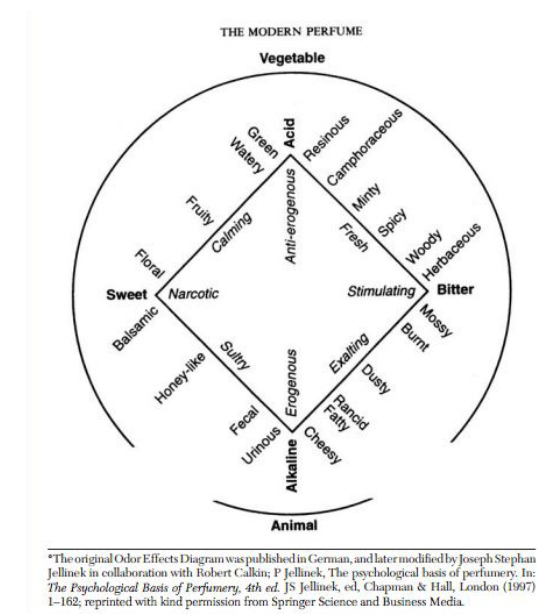 THE MODERN PERFUME
Vegetable
Acid
Green
Watery
Resinous
Camphoraceous
Minty
Spicy
Woody
Herbaceous
Fruity
Floral
Calming
Anti-erogenous
Fresh
Sweet
Narcotic
Stimulating
Bitter
Balsamic
Honey-like
Fecal
Urinous
Sultry
Erogenous
Exalting
Mossy
Burnt
Dusty
Rancid
Fatty
Cheesy
Alkaline
Animal
*The original Odor Effects Diagram was published in German, and later modified by Joseph Stephan
Jellinek in collaboration with Robert Calkin; P Jellinek, The psychological basis of perfumery. In:
The Psychological Basis of Perfumery, 4th ed. JS Jellinek, ed, Chapman & Hall, London (1997)
1–162; reprinted with kind permission from Springer Science and Business Media.